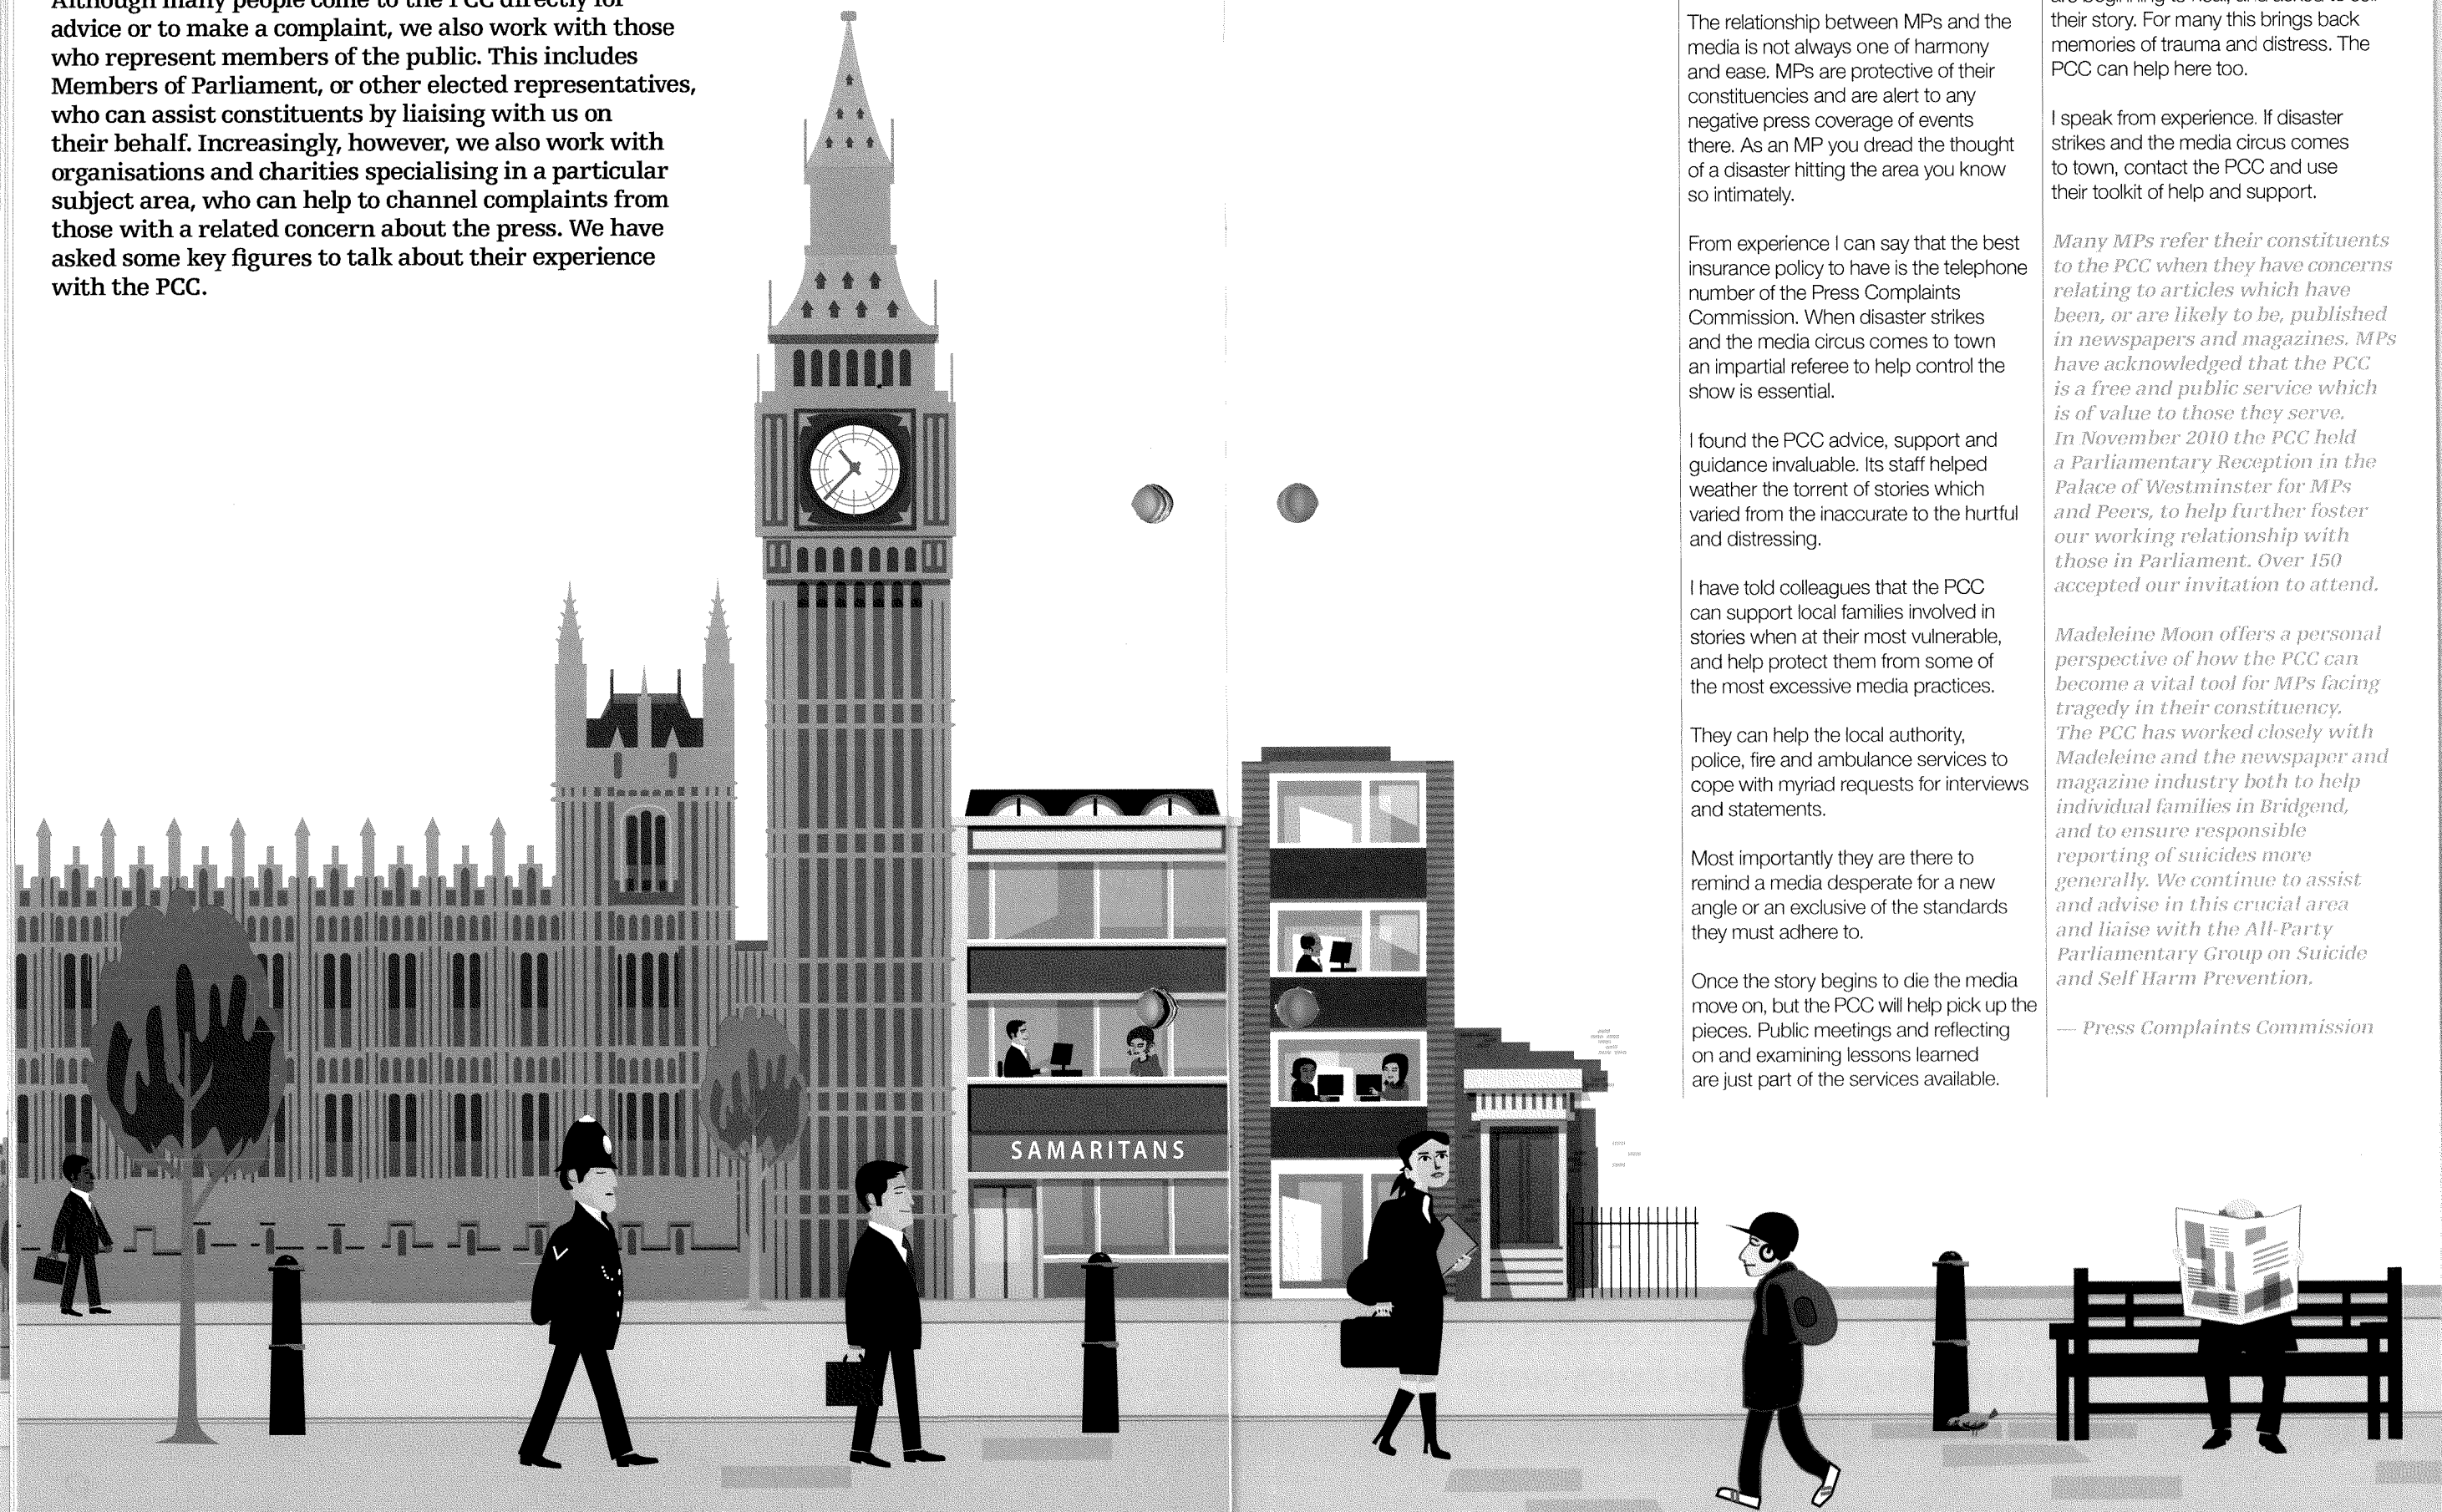 Although many people come to the PCC directly for
advice or to make a complaint, we also work with those
who represent members of the public. This includes
Members of Parliament, or other elected representatives,
who can assist constituents by liaising with us on
their behalf. Increasingly, however, we also work with
organisations and charities specialising in a particular
subject area, who can help to channel complaints from
those with a related concern about the press. We have
asked some key figures to talk about their experience
with the PCC.
SAMARITANS
The relationship between MPs and the
media is not always one of harmony
and ease. MPs are protective of their
constituencies and are alert to any
negative press coverage of events
there. As an MP you dread the thought
of a disaster hitting the area you know
so intimately.
From experience I can say that the best
insurance policy to have is the telephone
number of the Press Complaints
Commission. When disaster strikes
and the media circus comes to town
an impartial referee to help control the
show is essential.
I found the PCC advice, support and
guidance invaluable. Its staff helped
weather the torrent of stories which
varied from the inaccurate to the hurtful
and distressing.
I have told colleagues that the PCC
can support local families involved in
stories when at their most vulnerable,
and help protect them from some of
the most excessive media practices.
They can help the local authority,
police, fire and ambulance services to
cope with myriad requests for interviews
and statements.
Most importantly they are there to
remind a media desperate for a new
angle or an exclusive of the standards
they must adhere to.
Once the story begins to die the media
move on, but the PCC will help pick up the
pieces. Public meetings and reflecting
on and examining lessons learned
are just part of the services available.
their story. For many this brings back
memories of trauma and distress. The
PCC can help here too.
I speak from experience. If disaster
strikes and the media circus comes
to town, contact the PCC and use
their toolkit of help and support.
Many MPs refer their constituents
to the PCC when they have concerns
relating to articles which have
been, or are likely to be, published
in newspapers and magazines. MPs
have acknowledged that the PCC
is a free and public service which
is of value to those they serve.
In November 2010 the PCC held
a Parliamentary Reception in the
Palace of Westminster for MPs
and Peers, to help further foster
our working relationship with
those in Parliament. Over 150
accepted our invitation to attend.
Madeleine Moon offers a personal
perspective of how the PCC can
become a vital tool for MPs facing
tragedy in their constituency.
The PCC has worked closely with
Madeleine and the newspaper and
magazine industry both to help
individual families in Bridgend,
and to ensure responsible
reporting of suicides more
generally. We continue to assist
and advise in this crucial area
and liaise with the All-Party
Parliamentary Group on Suicide
and Self Harm Prevention.
— Press Complaints Commission